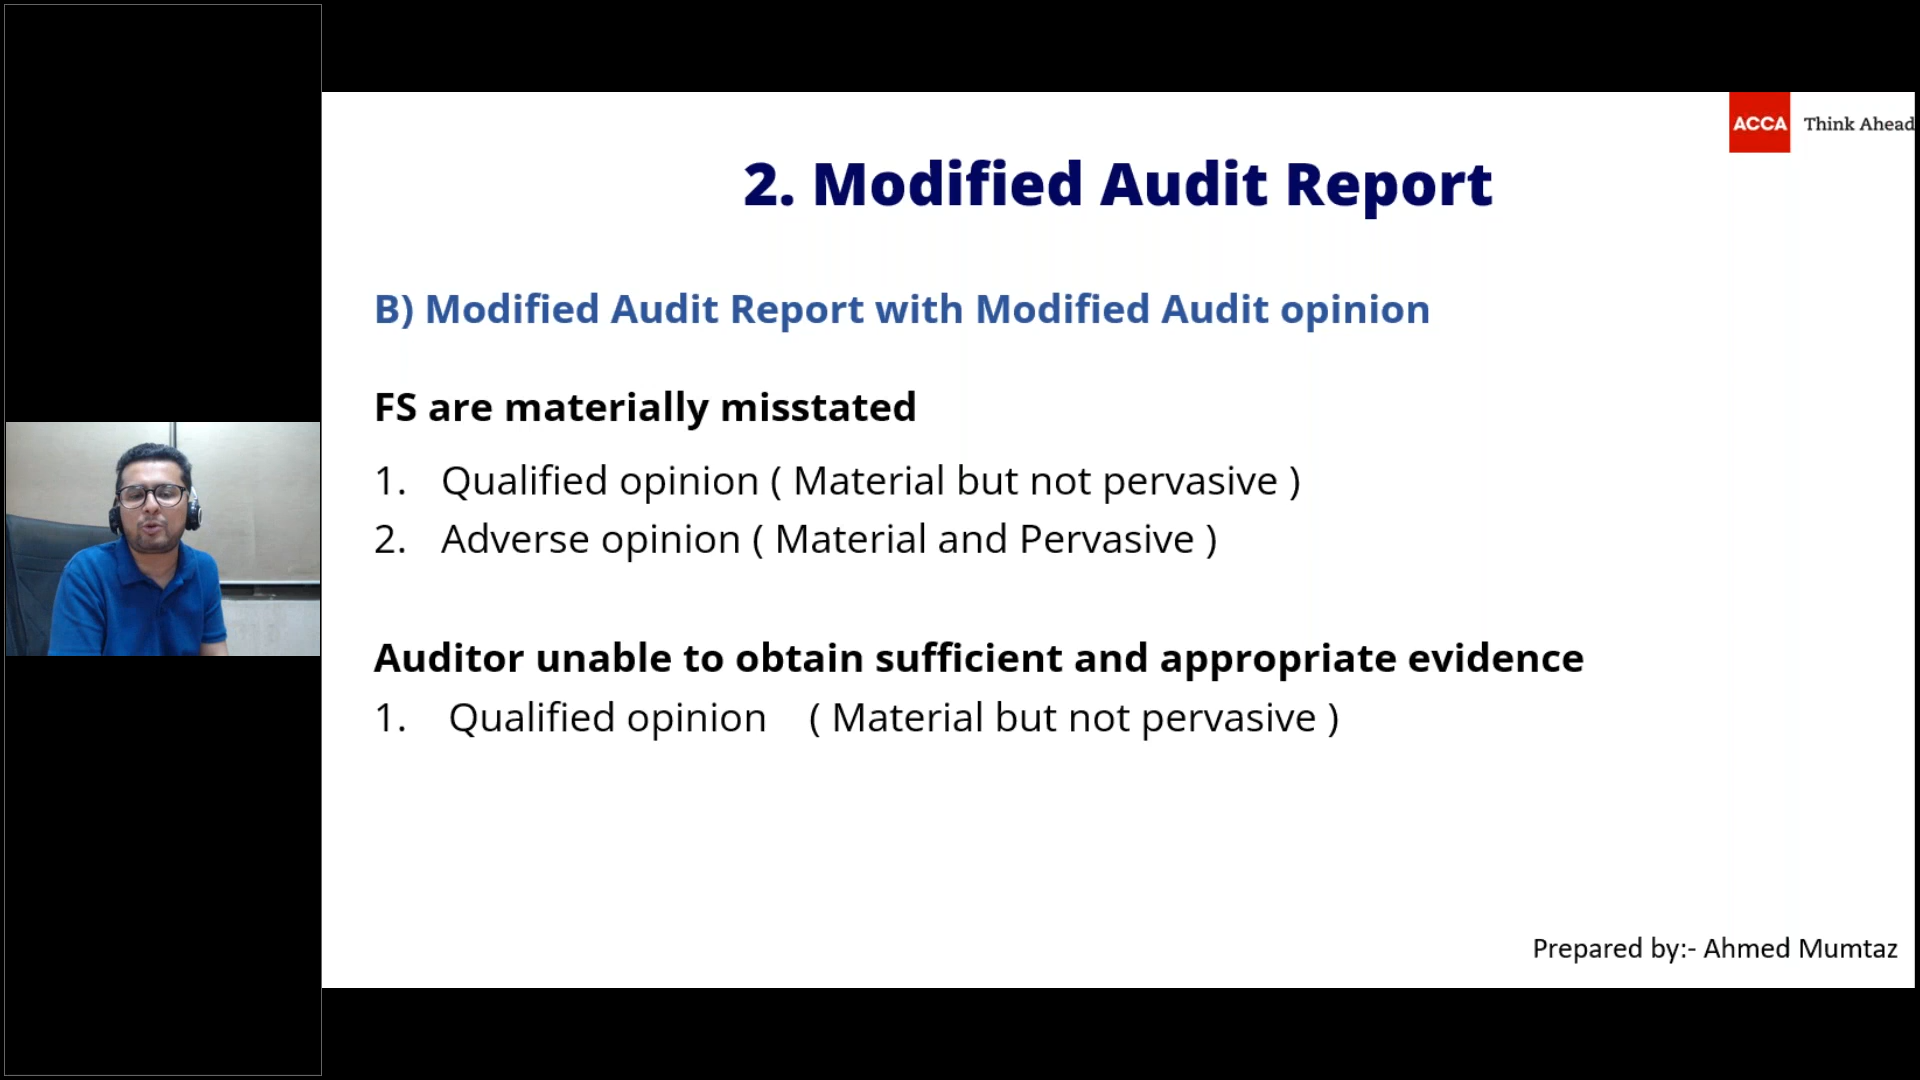 ACCA Think Ahead
2. Modified Audit Report
B) Modified Audit Report with Modified Audit opinion
FS are materially misstated
1. Qualified opinion ( Material but not pervasive )
2. Adverse opinion ( Material and Pervasive )
Auditor unable to obtain sufficient and appropriate evidence
1. Qualified opinion ( Material but not pervasive )
Prepared by:- Ahmed Mumtaz